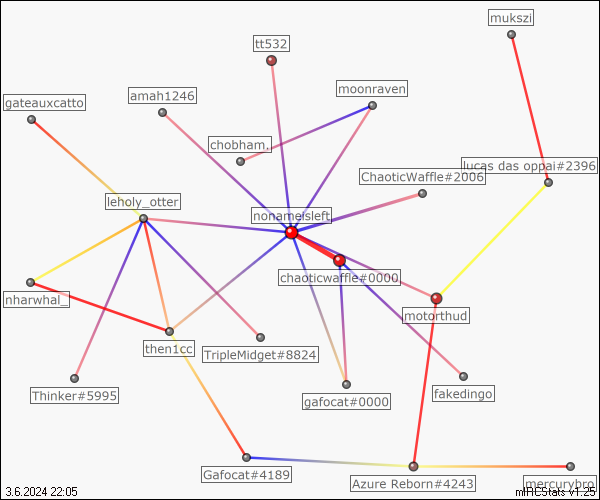 mukszi
tt532
moonraven
amah1246
gateauxcatto
chobham,
lucas das oppai#2396
ChaoticWaffle#2006
leholy_otter
nonameisleft
chaoticwaffle#0000
nharwhal_
motorthud
then1cc
TripleMidget#8824
Thinker#5995
fakedingo
gafocat#0000
Gafocat#4189
Azure Reborn#4243
mercurybro
3.6.2024 22:05
mIRCStats v1.25